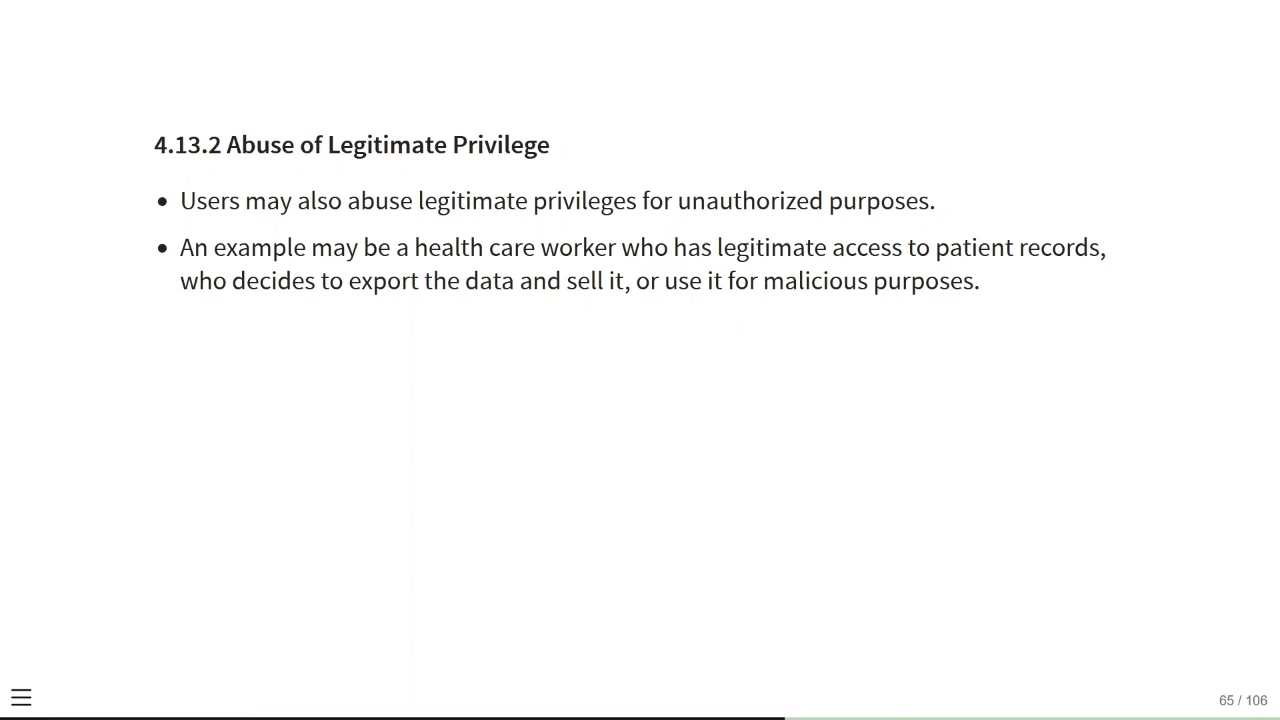 4.13.2 Abuse of Legitimate Privilege
• Users may also abuse legitimate privileges for unauthorized purposes.
• An example may be a health care worker who has legitimate access to patient records,
who decides to export the data and sell it, or use it for malicious purposes.
65 / 106